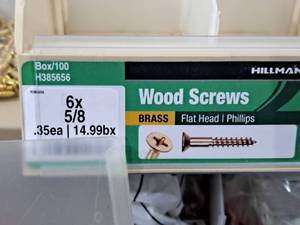 Box/100
H385656
HILLMAN
6x
5/8
.35ea | 14.99bx
Wood Screws
BRASS Flat Head / Phillips